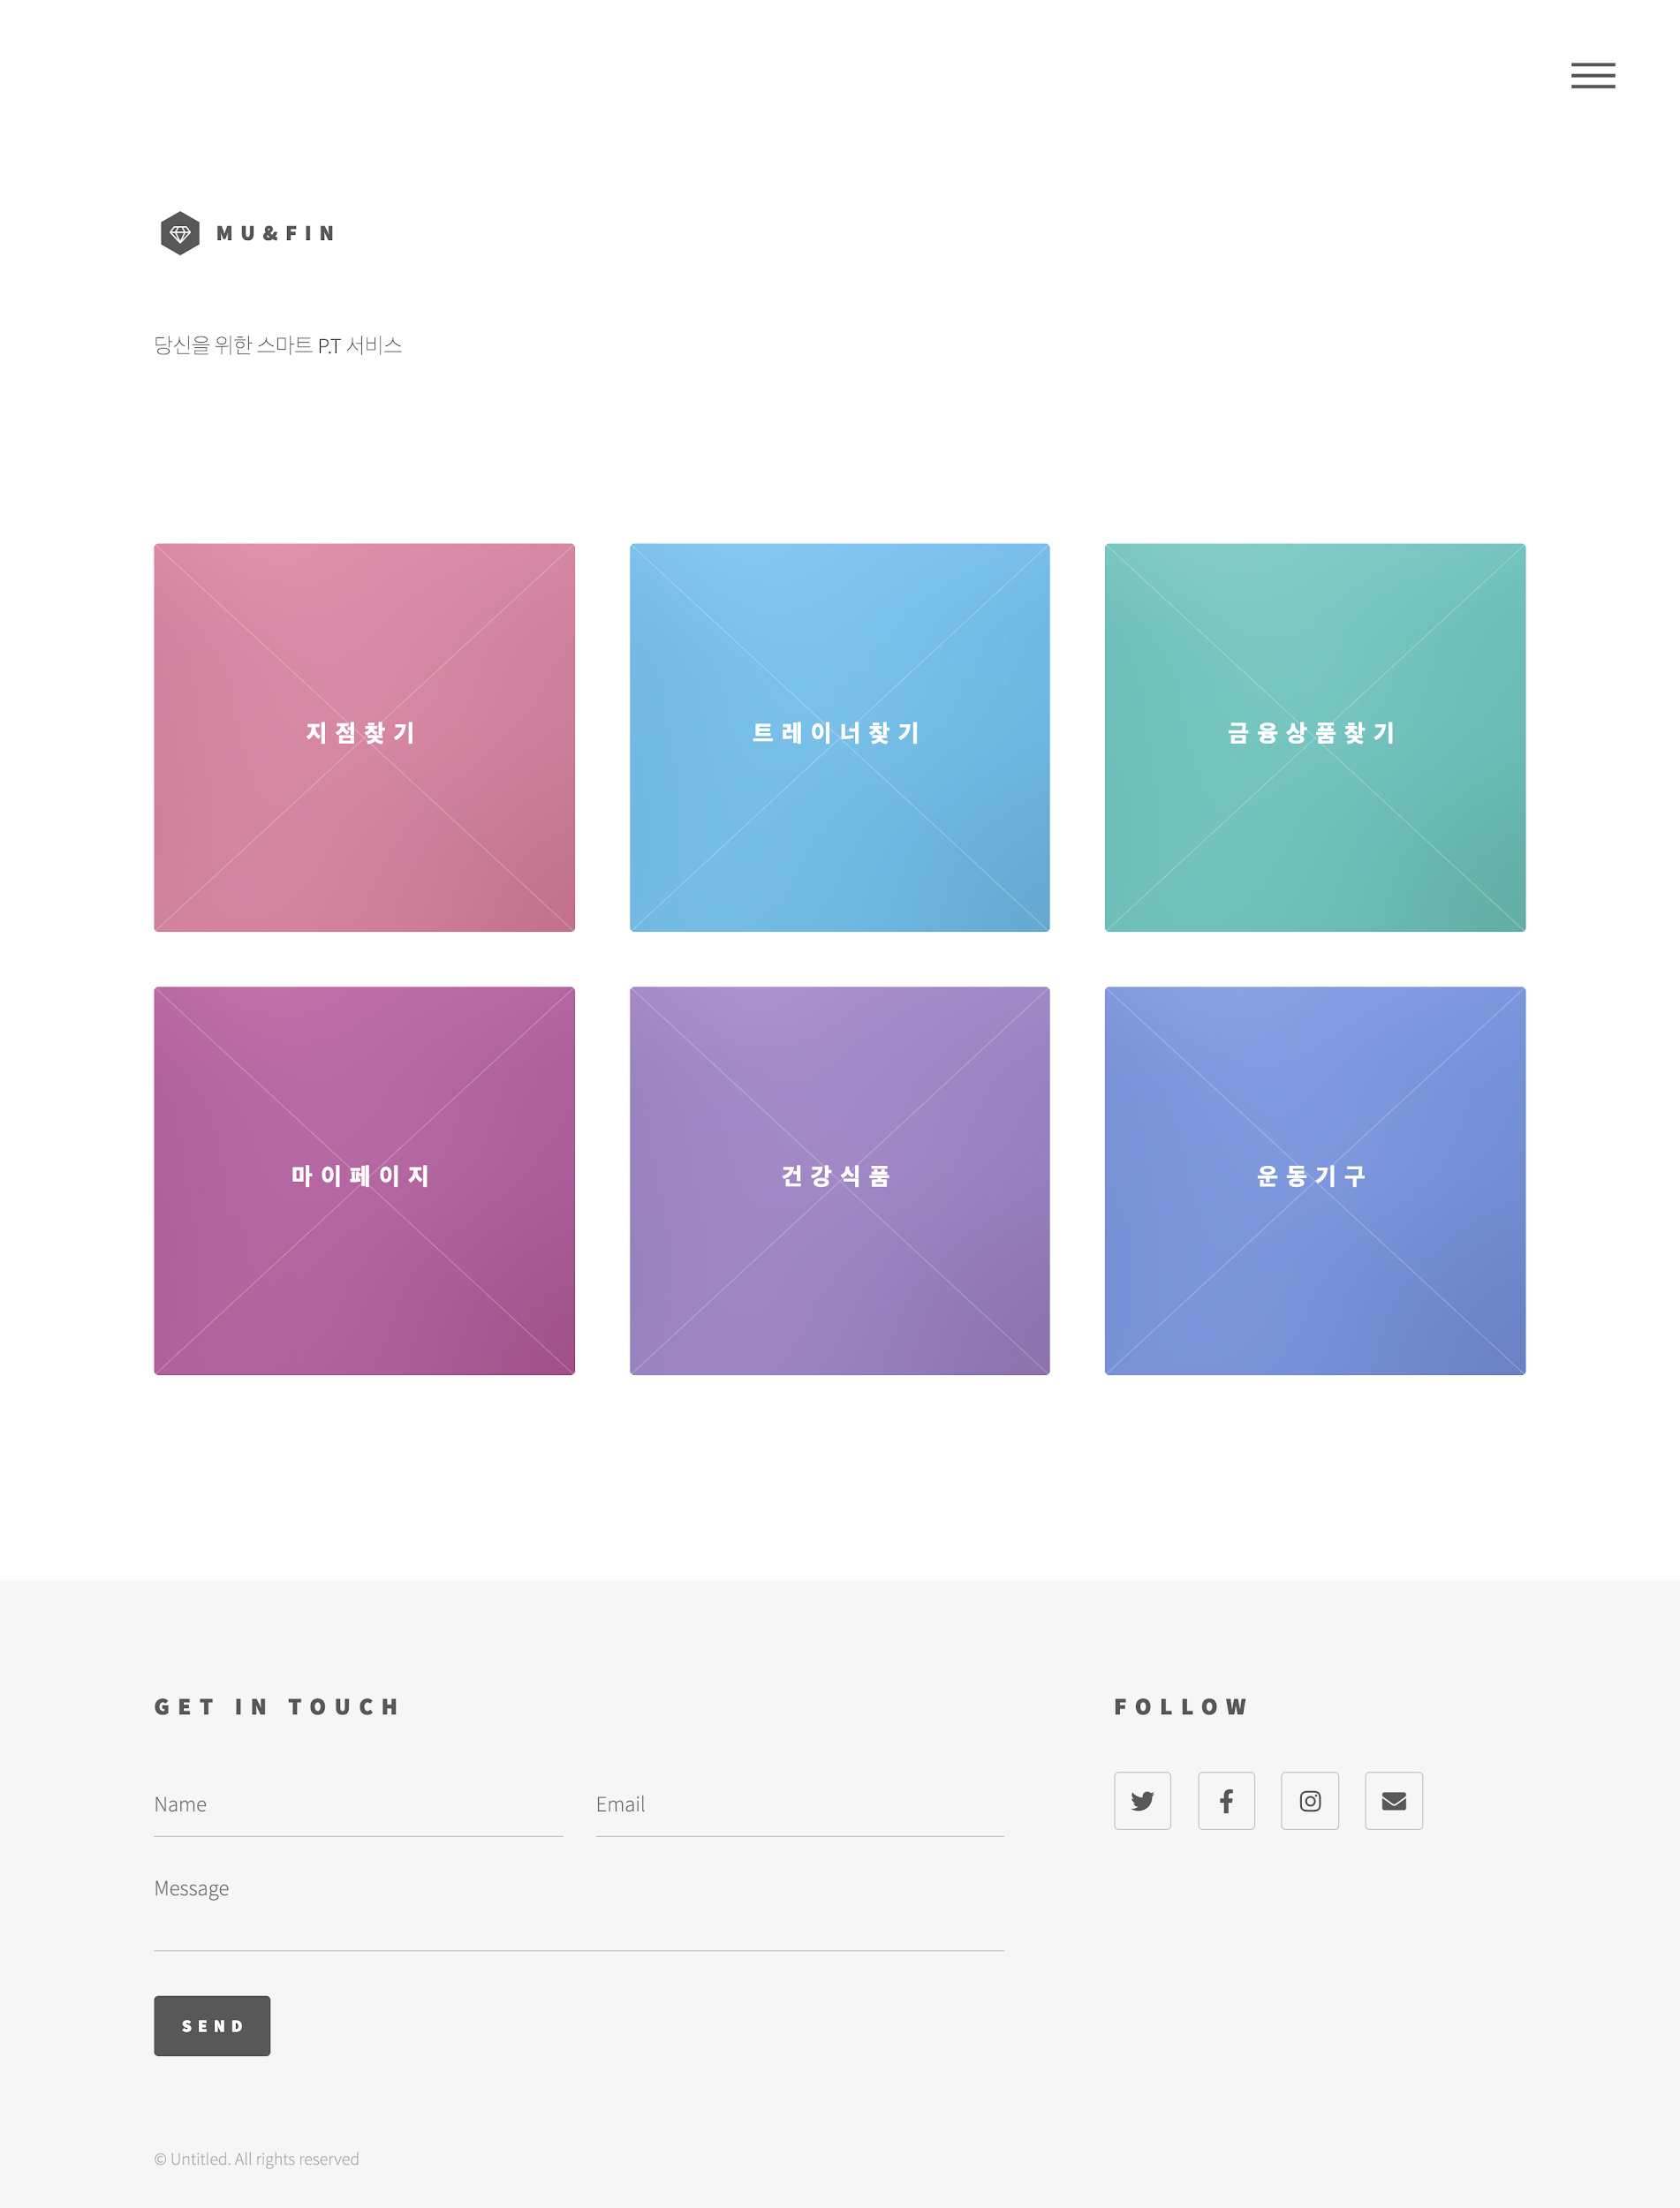 MU&FIN
당신을 위한 스마트 P.T 서비스
지점찾기
트레이너찾기
금융상품찾기
마이페이지
건강식품
운동기구
GET IN TOUCH
FOLLOW
Name
Email
Message
SEND
© Untitled. All rights reserved